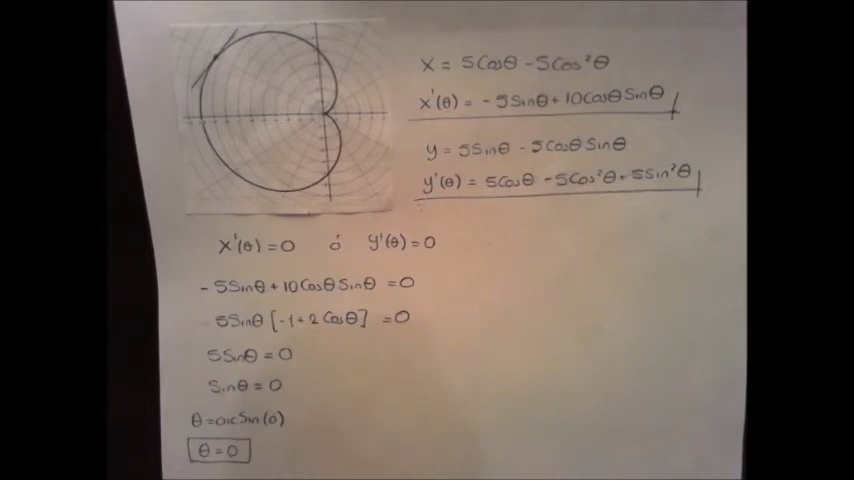 x = 5Cosθ - 5Cos²θ
x'(θ) = - 5Sinθ + 10CosθSinθ
y = 5Sinθ - 5CosθSinθ
y'(θ) = 5Cosθ - 5Cos²θ + 5Sin²θ
x'(θ) = 0 ó y'(θ) = 0
- 5Sinθ + 10CosθSinθ = 0
5Sinθ [-1 + 2Cosθ] = 0
5Sinθ = 0
Sinθ = 0
θ = arcSin(0)
θ = 0